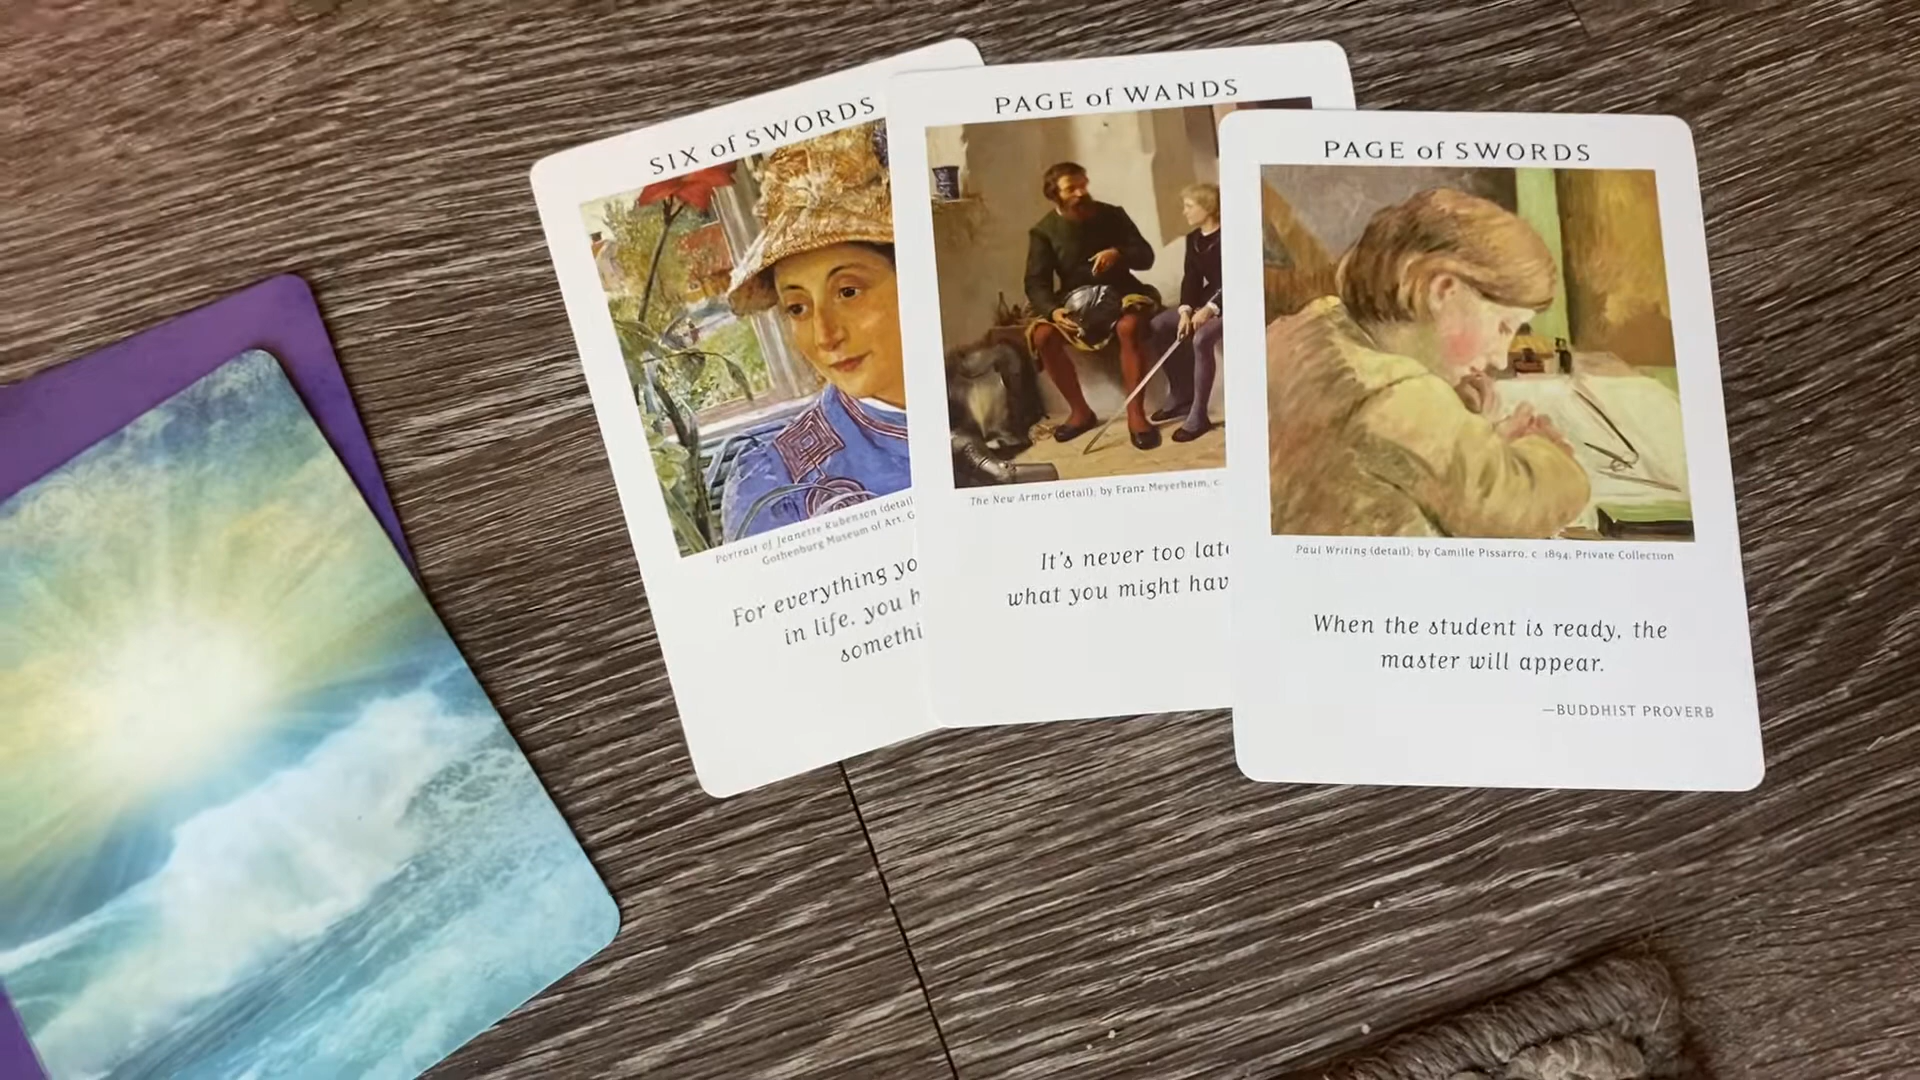 SIX of SWORDS
Portrait of Jeanette Rubenson (detail
Gothenburg Museum of Art, G
For everything yo
in life, you h
somethi
PAGE of WANDS
The New Armor (detail); by Franz Meyerheim, c.
It's never too late
what you might hav
PAGE of SWORDS
Paul Writing (detail); by Camille Pissarro, c. 1894; Private Collection
When the student is ready, the
master will appear.
—BUDDHIST PROVERB